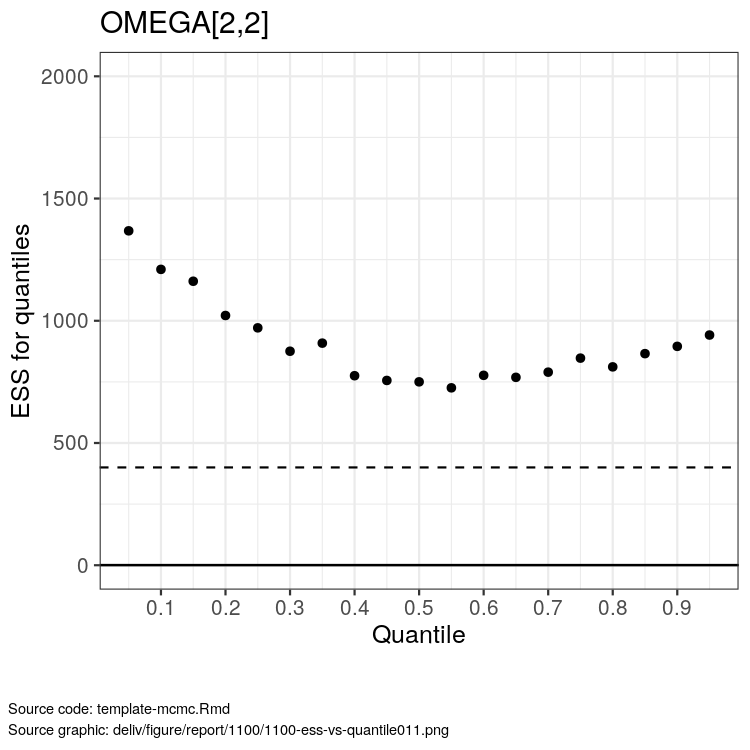 OMEGA[2,2]
ESS for quantiles
2000
1500
1000
500
0
0.1 0.2 0.3 0.4 0.5 0.6 0.7 0.8 0.9
Quantile
Source code: template-mcmc.Rmd
Source graphic: deliv/figure/report/1100/1100-ess-vs-quantile011.png